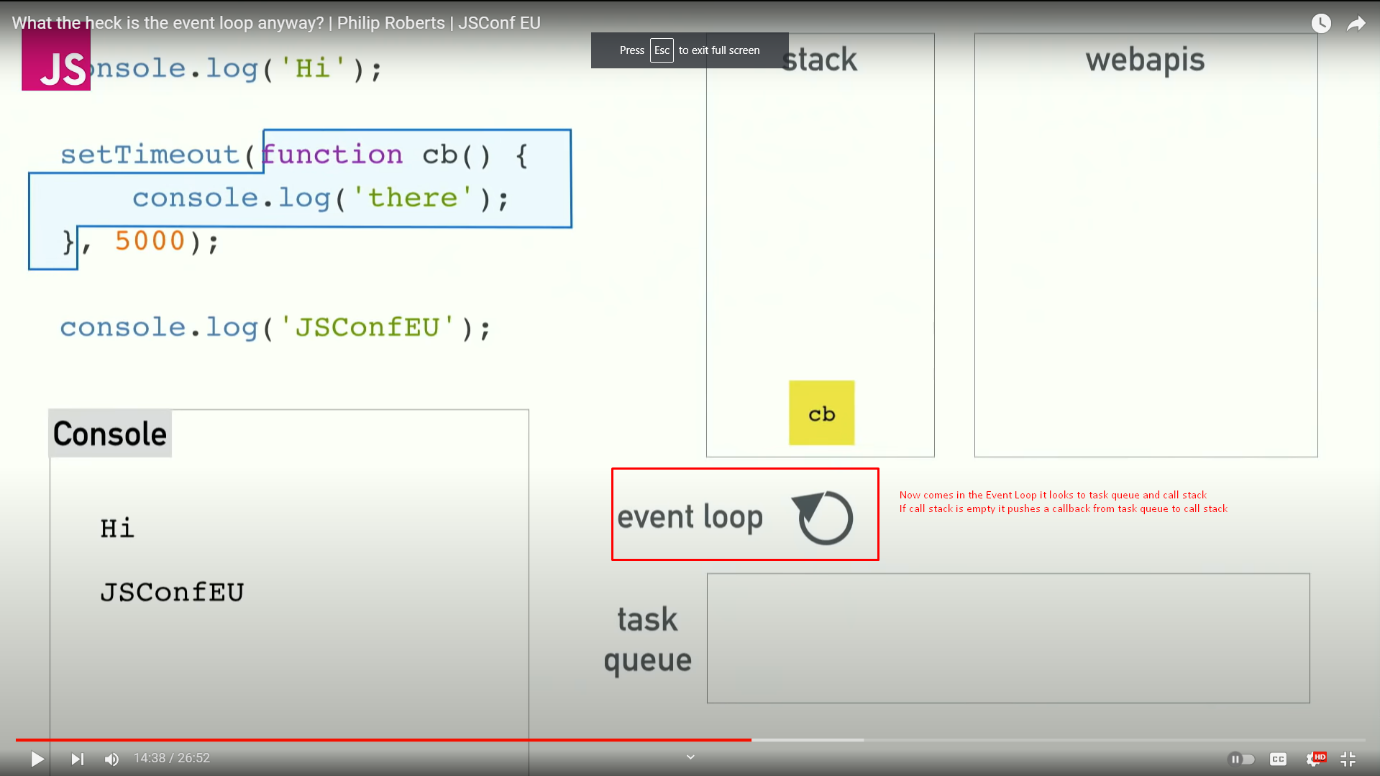 What the heck is the event loop anyway? | Philip Roberts | JSConf EU
Press Esc to exit full screen
JS
onsole.log('Hi');
setTimeout(function cb() {
console.log('there');
}, 5000);
console.log('JSConfEU');
stack
webapis
cb
Console
Hi
JSConfEU
event loop
Now comes in the Event Loop it looks to task queue and call stack
If call stack is empty it pushes a callback from task queue to call stack
task
queue
14:38 / 26:52
CC
HD